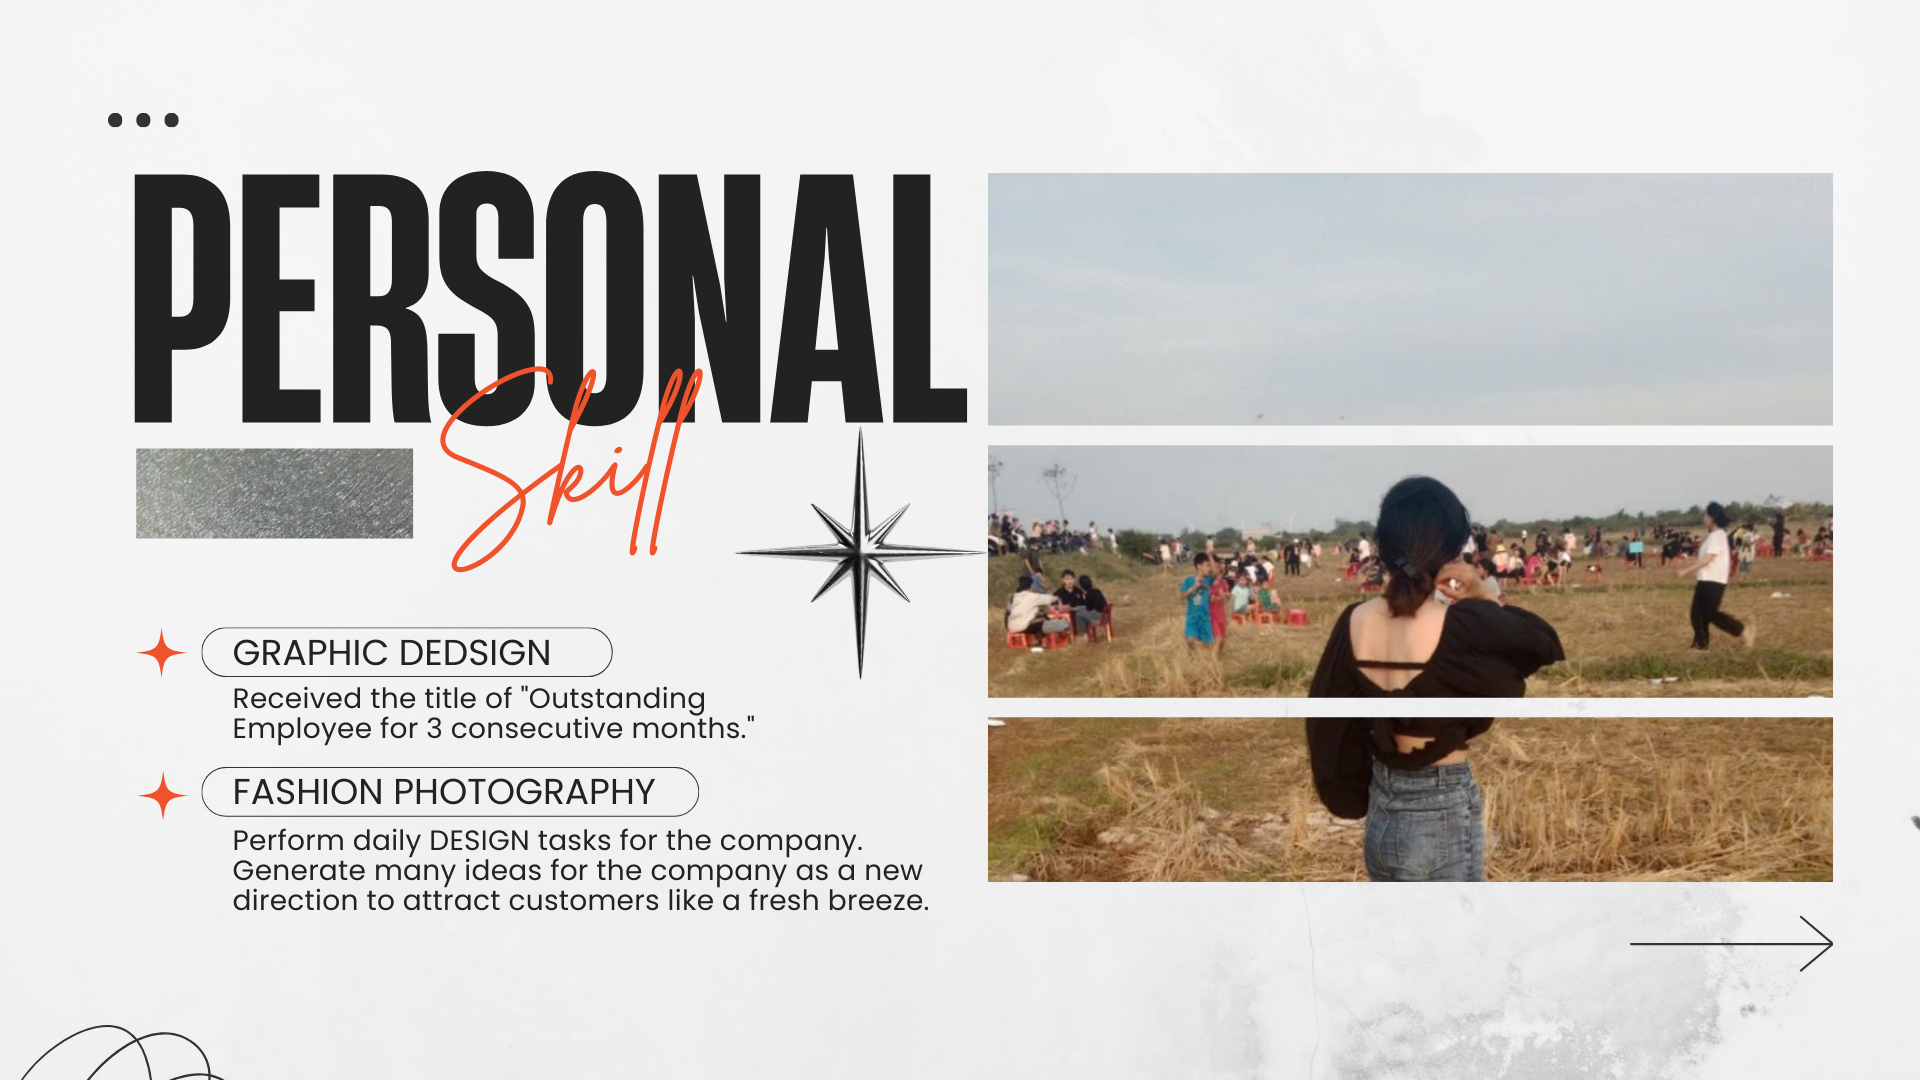 PERSONAL
Skill
GRAPHIC DEDSIGN
Received the title of "Outstanding
Employee for 3 consecutive months."
FASHION PHOTOGRAPHY
Perform daily DESIGN tasks for the company.
Generate many ideas for the company as a new
direction to attract customers like a fresh breeze.